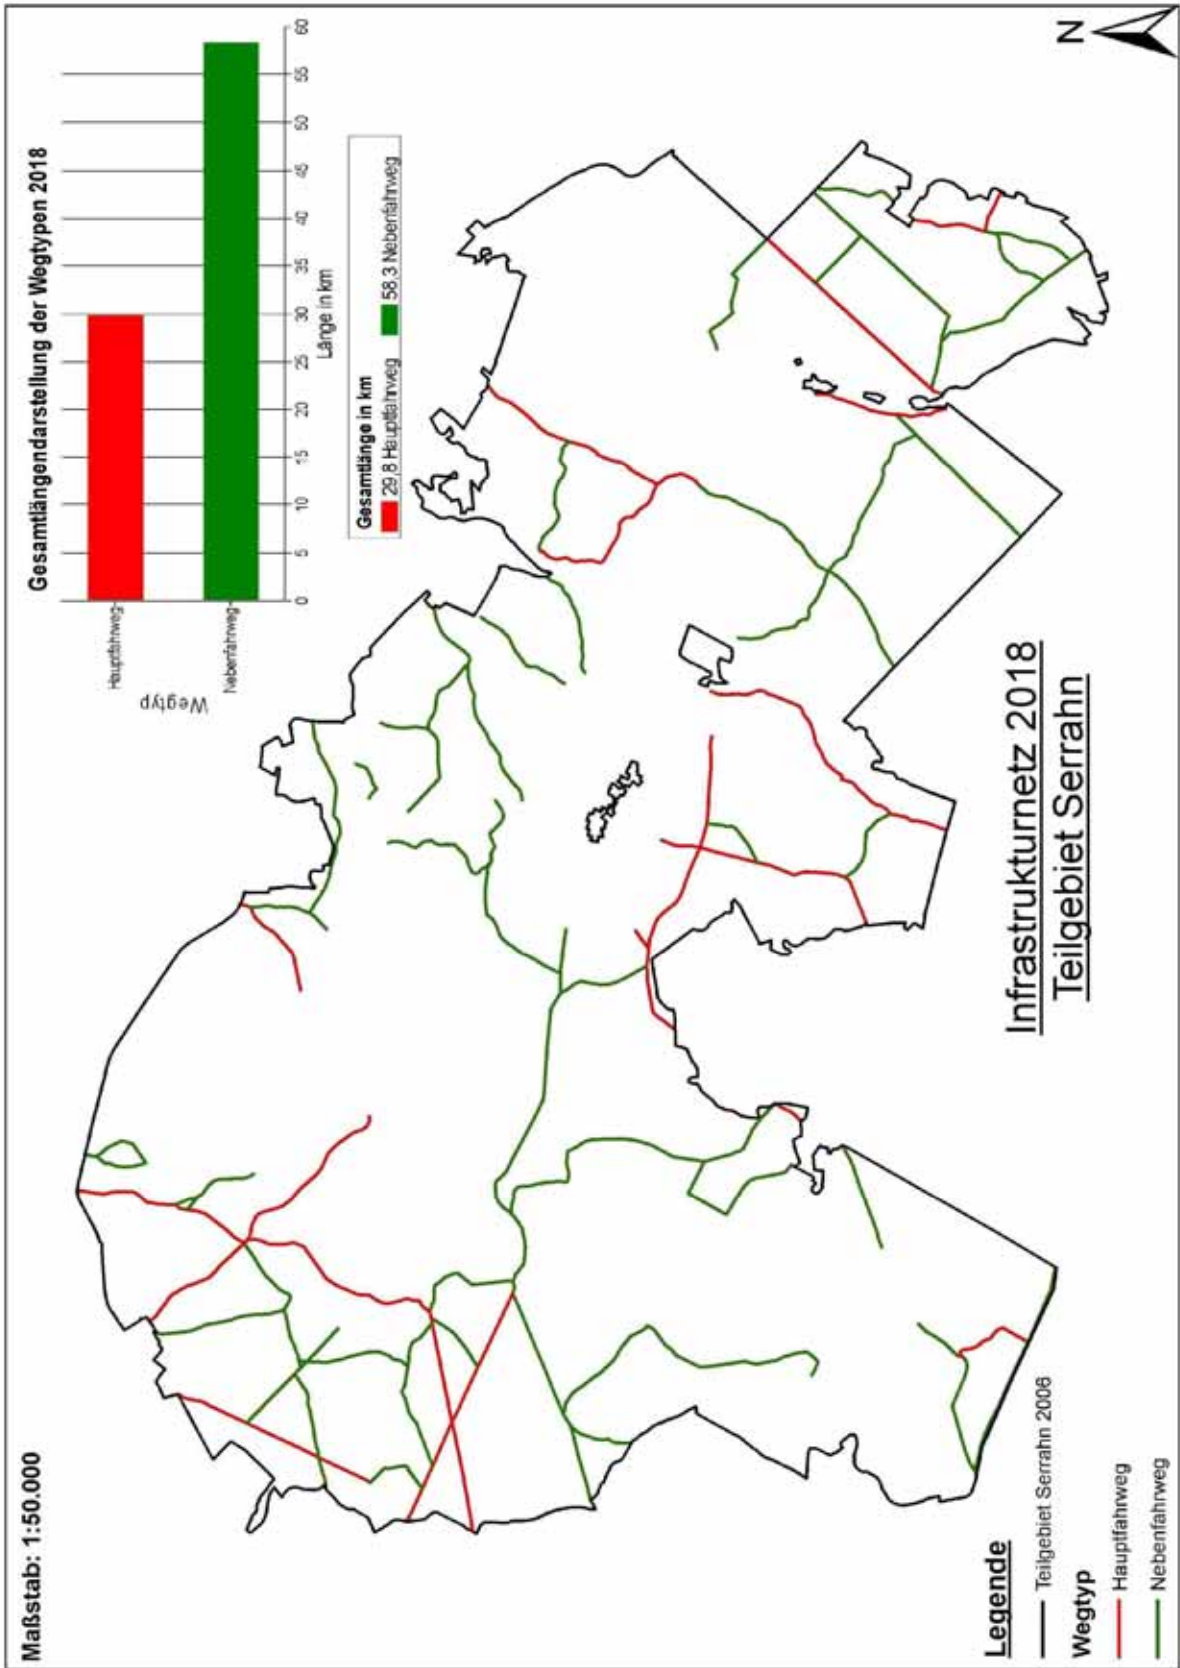 Maßstab: 1:50.000
Gesamtlängendarstellung der Wegtypen 2018
Wegtyp
Hauptfahrweg
Nebenfahrweg
0 5 10 15 20 25 30 35 40 45 50 55 60
Länge in km
Gesamtlänge in km
29,8 Hauptfahrweg 58,3 Nebenfahrweg
N
Infrastrukturnetz 2018
Teilgebiet Serrahn
Legende
Teilgebiet Serrahn 2006
Wegtyp
Hauptfahrweg
Nebenfahrweg